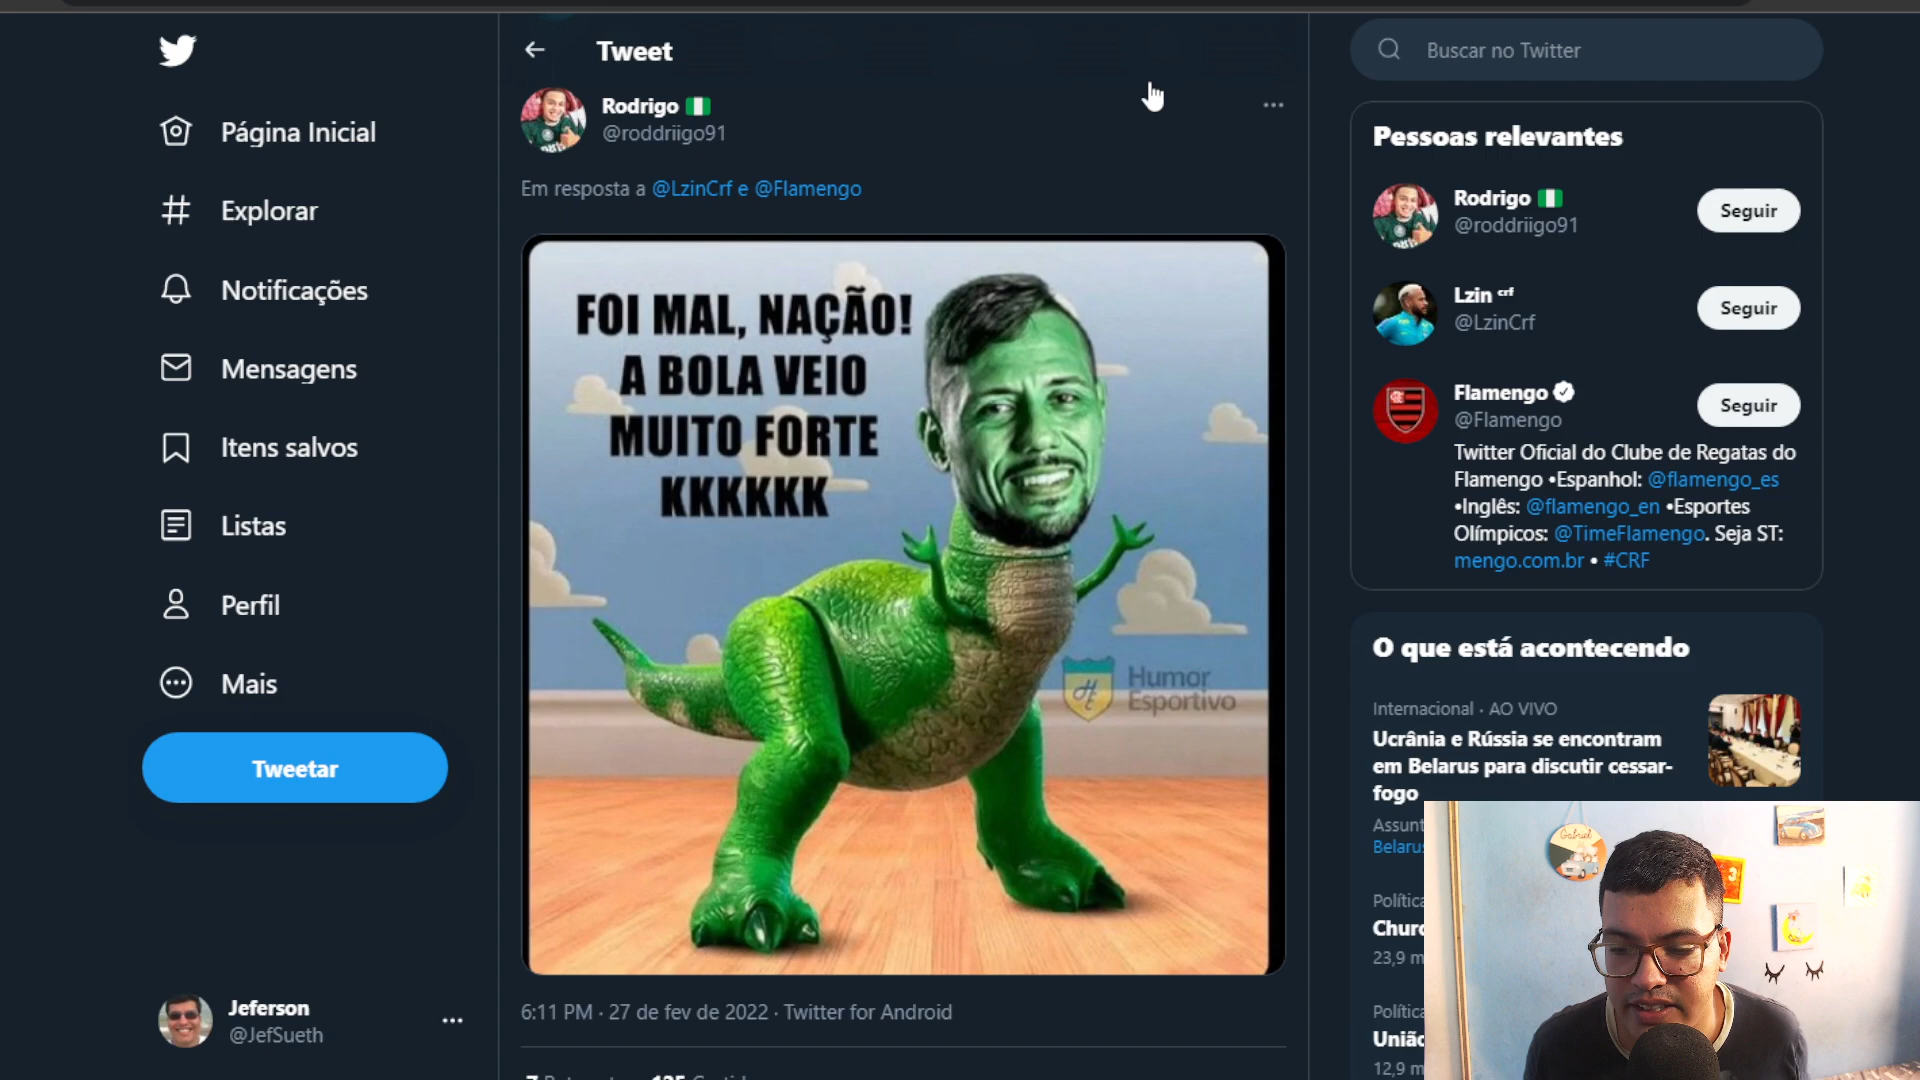 Tweet
Rodrigo
@roddriigo91
Em resposta a @LzinCrf e @Flamengo
FOI MAL, NAÇÃO!
A BOLA VEIO
MUITO FORTE
KKKKKK
Humor
Esportivo
6:11 PM · 27 de fev de 2022 · Twitter for Android
Página Inicial
Explorar
Notificações
Mensagens
Itens salvos
Listas
Perfil
Mais
Tweetar
Jeferson
@JefSueth
Buscar no Twitter
Pessoas relevantes
Rodrigo
@roddriigo91
Seguir
Lzin ᶜʳᶠ
@LzinCrf
Seguir
Flamengo
@Flamengo
Seguir
Twitter Oficial do Clube de Regatas do
Flamengo •Espanhol: @flamengo_es
•Inglês: @flamengo_en •Esportes
Olímpicos: @TimeFlamengo. Seja ST:
mengo.com.br • #CRF
O que está acontecendo
Internacional · AO VIVO
Ucrânia e Rússia se encontram
em Belarus para discutir cessar-
fogo
Gabriel